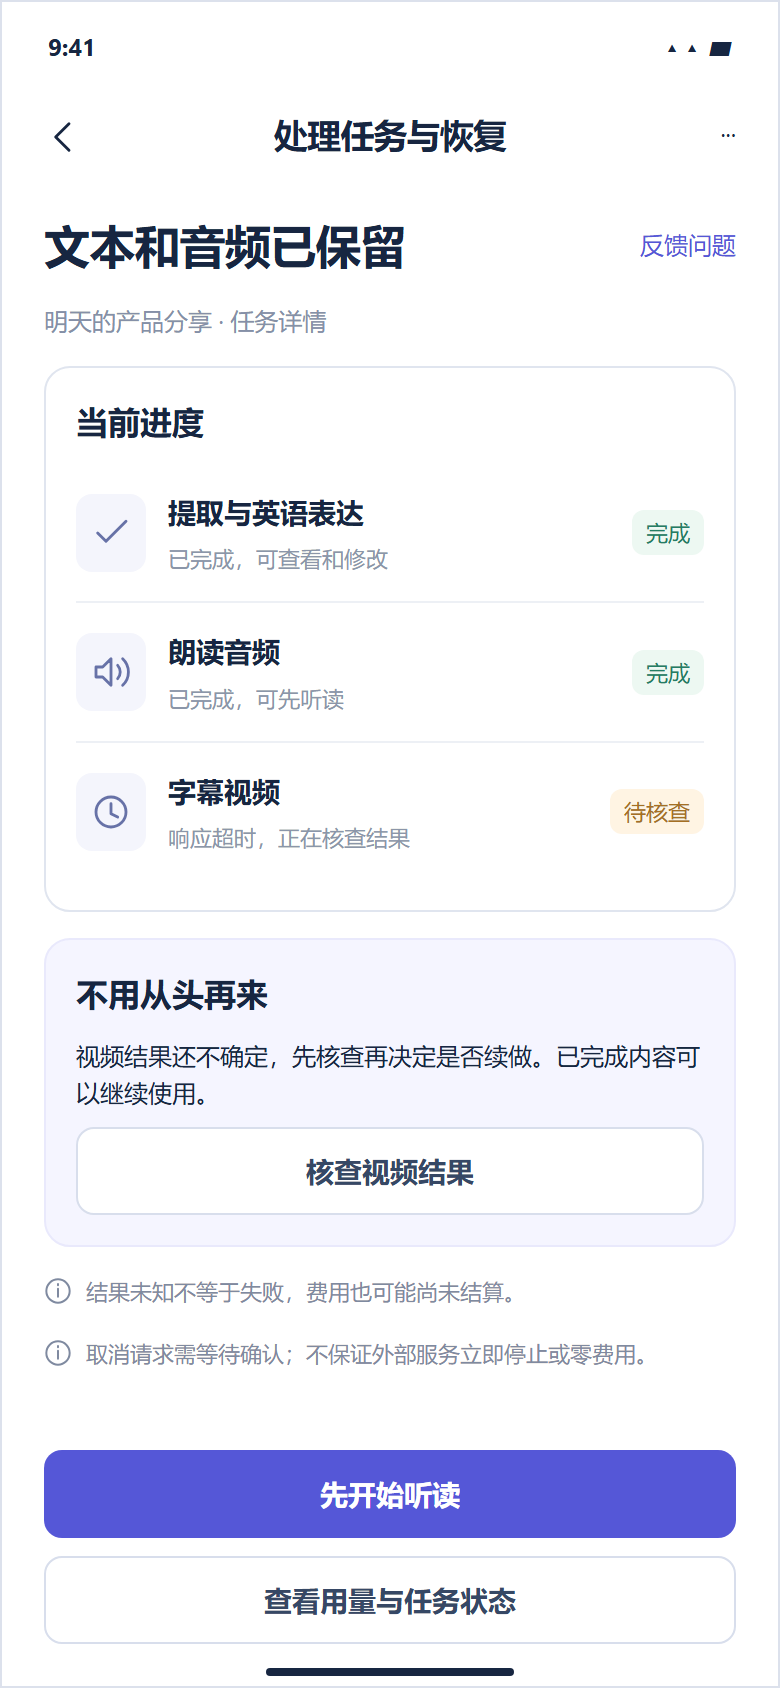 9:41
处理任务与恢复
...
文本和音频已保留
反馈问题
明天的产品分享 · 任务详情
当前进度
提取与英语表达
已完成，可查看和修改
完成
朗读音频
已完成，可先听读
完成
字幕视频
响应超时，正在核查结果
待核查
不用从头再来
视频结果还不确定，先核查再决定是否续做。已完成内容可
以继续使用。
核查视频结果
结果未知不等于失败，费用也可能尚未结算。
取消请求需等待确认；不保证外部服务立即停止或零费用。
先开始听读
查看用量与任务状态